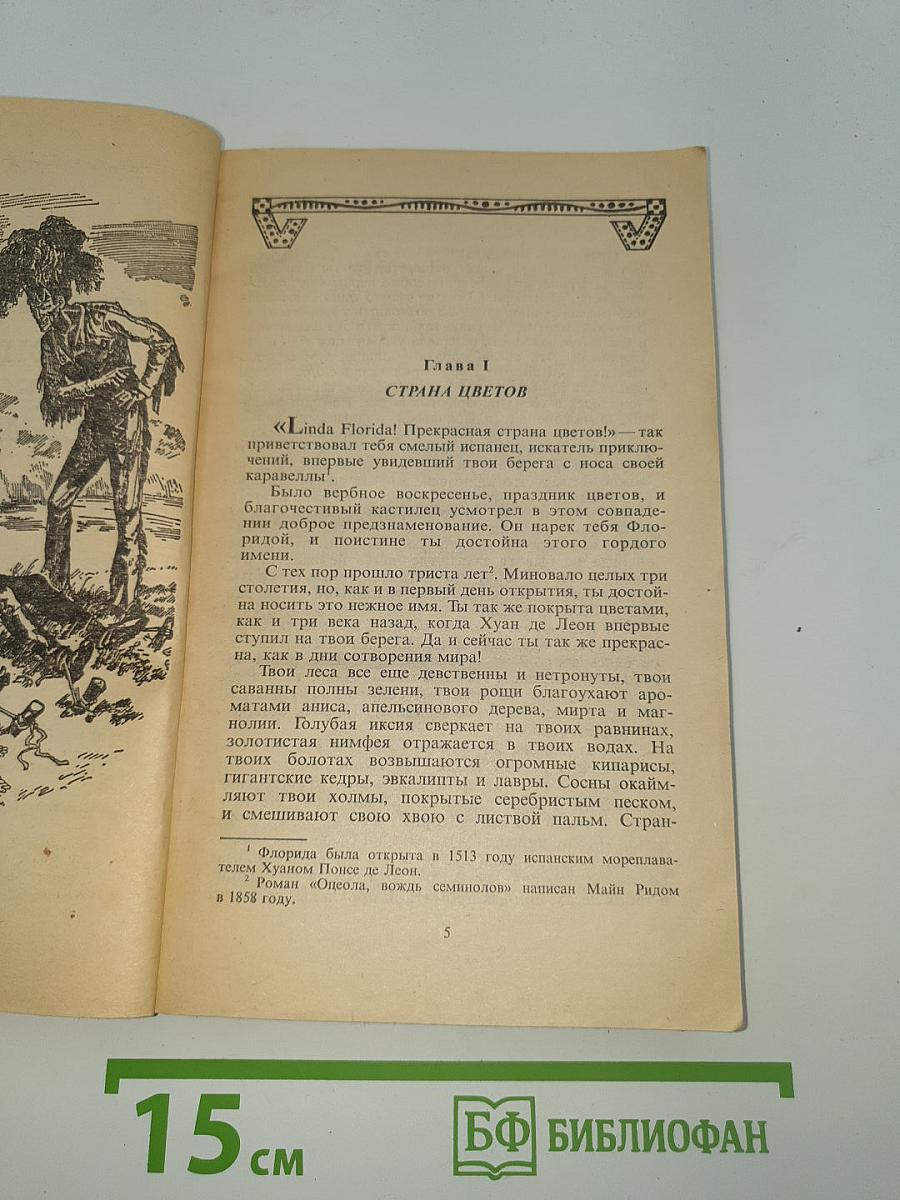 Глава I
СТРАНА ЦВЕТОВ
«Linda Florida! Прекрасная страна цветов!» — так
приветствовал тебя смелый испанец, искатель приклю-
чений, впервые увидевший твои берега с носа своей
каравеллы¹.
Было вербное воскресенье, праздник цветов, и
благочестивый кастилец усмотрел в этом совпаде-
нии доброе предзнаменование. Он нарек тебя Фло-
ридой, и поистине ты достойна этого гордого
имени.
С тех пор прошло триста лет². Миновало целых три
столетия, но, как и в первый день открытия, ты достой-
на носить это нежное имя. Ты так же покрыта цветами,
как и три века назад, когда Хуан де Леон впервые
ступил на твои берега. Да и сейчас ты так же прекрас-
на, как в дни сотворения мира!
Твои леса все еще девственны и нетронуты, твои
саванны полны зелени, твои рощи благоухают аро-
матами аниса, апельсинового дерева, мирта и маг-
нолии. Голубая иксия сверкает на твоих равнинах,
золотистая нимфея отражается в твоих водах. На
твоих болотах возвышаются огромные кипарисы,
гигантские кедры, эвкалипты и лавры. Сосны окайм-
ляют твои холмы, покрытые серебристым песком,
и смешивают свою хвою с листвой пальм. Стран-
¹ Флорида была открыта в 1513 году испанским мореплава-
телем Хуаном Понсе де Леон.
² Роман «Оцеола, вождь семинолов» написан Майн Ридом
в 1858 году.
5
15 см
БФ БИБЛИОФАН